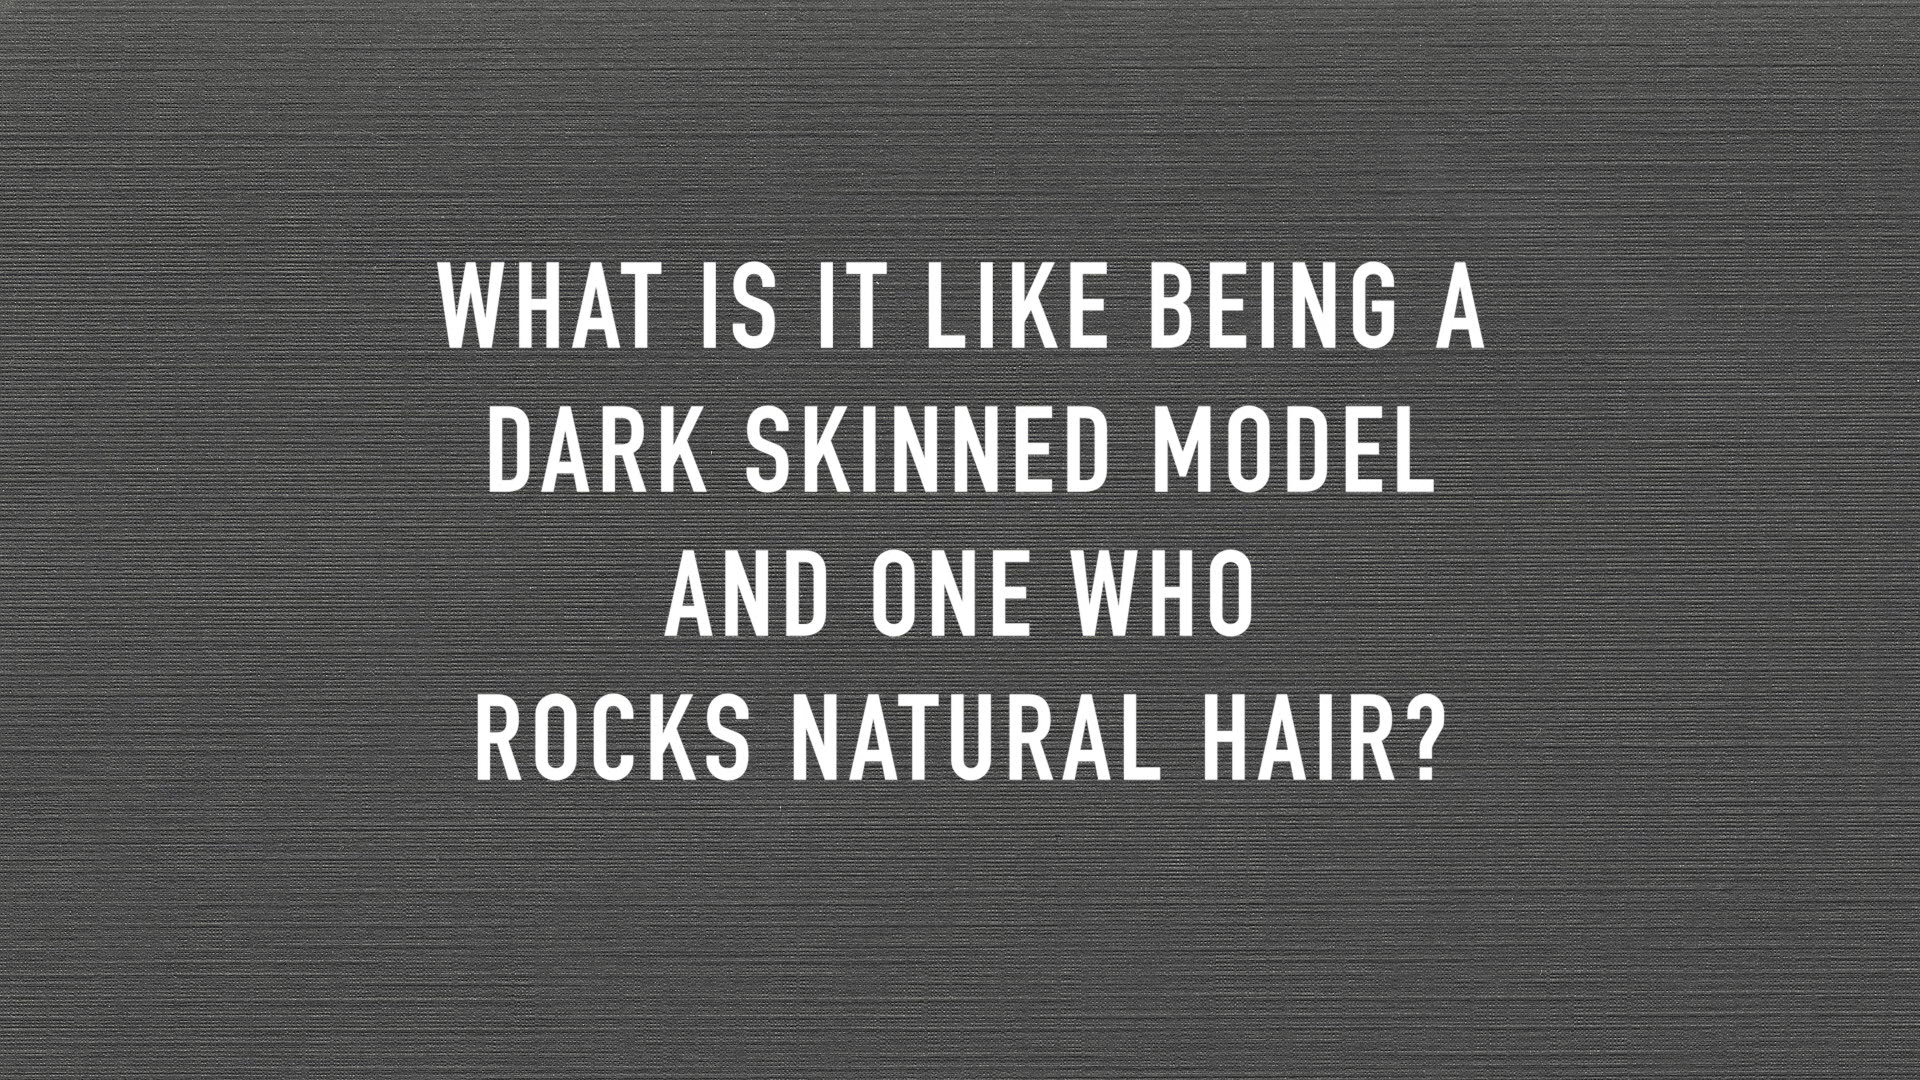 WHAT IS IT LIKE BEING A
DARK SKINNED MODEL
AND ONE WHO
ROCKS NATURAL HAIR?